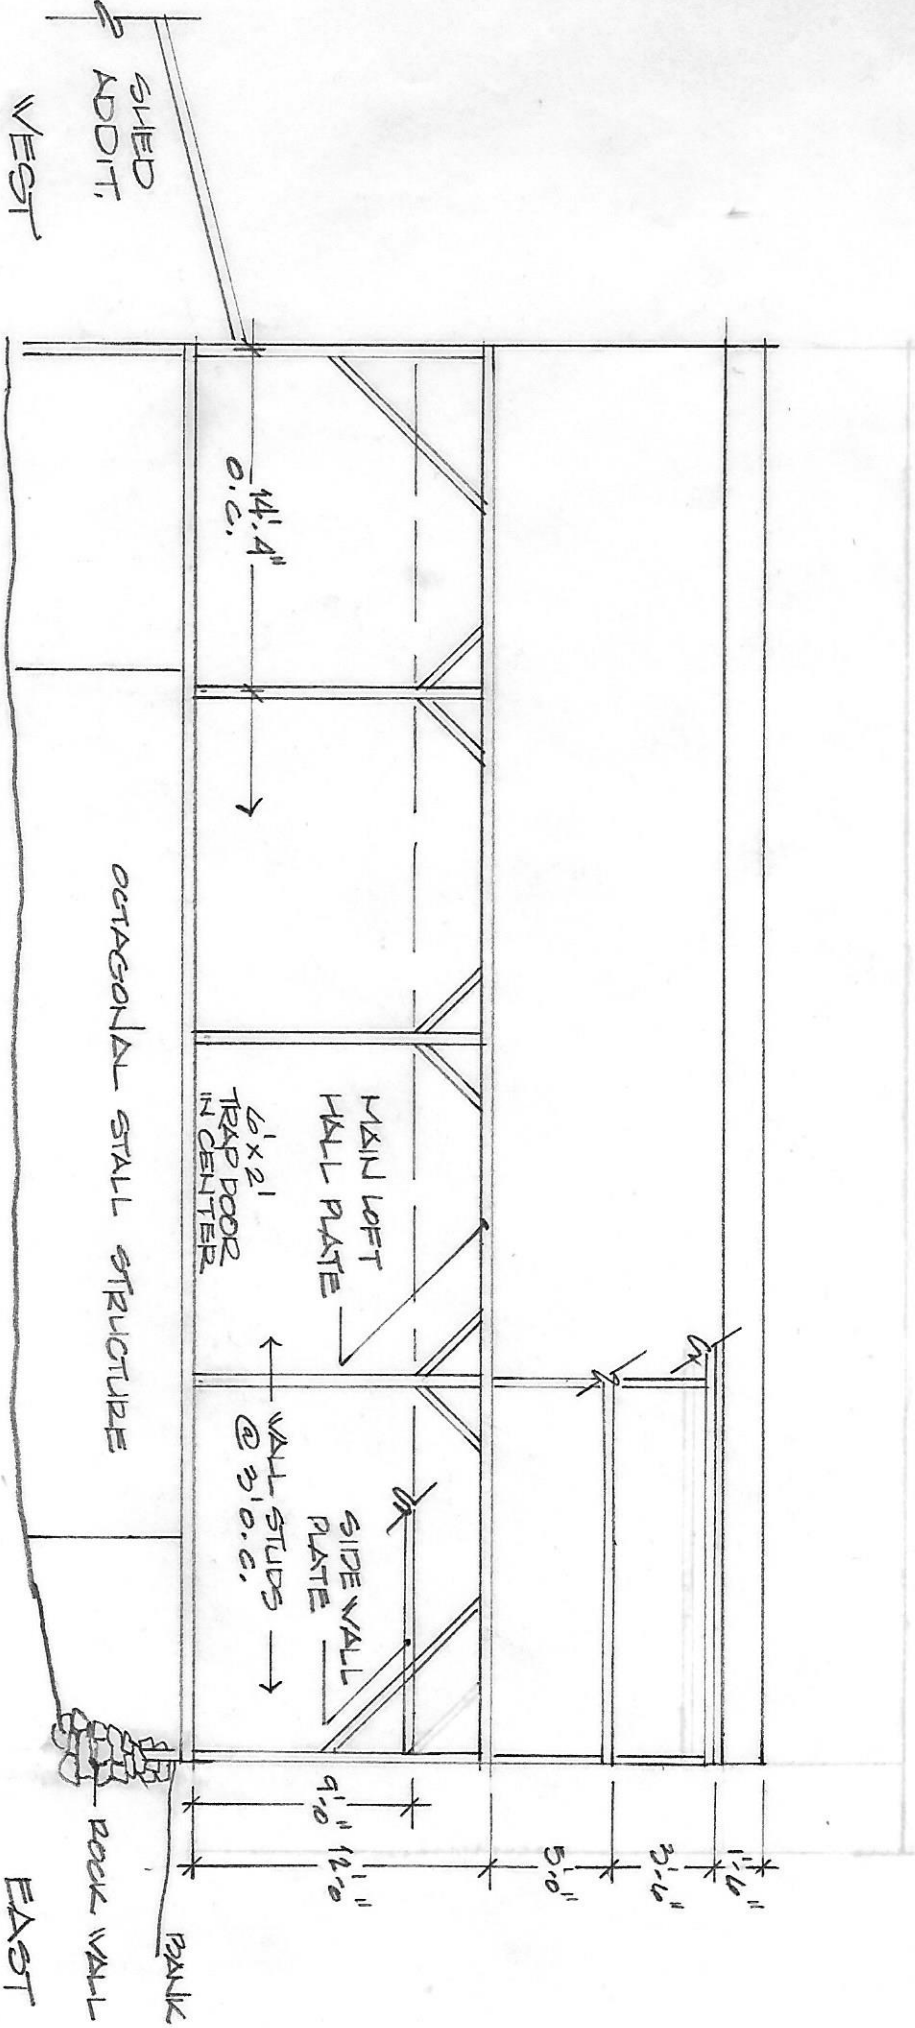 SHED
ADDIT.
WEST
14'.4"
O.C.
OCTAGONAL STALL STRUCTURE
MAIN LOFT
HALL PLATE
6'x2'
TRAP DOOR
IN CENTER
WALL STUDS
@ 3'O.C.
SIDE WALL
PLATE
1'-6"
3'-6"
5'-0"
12'-0"
9'-0"
BANK
ROCK WALL
EAST